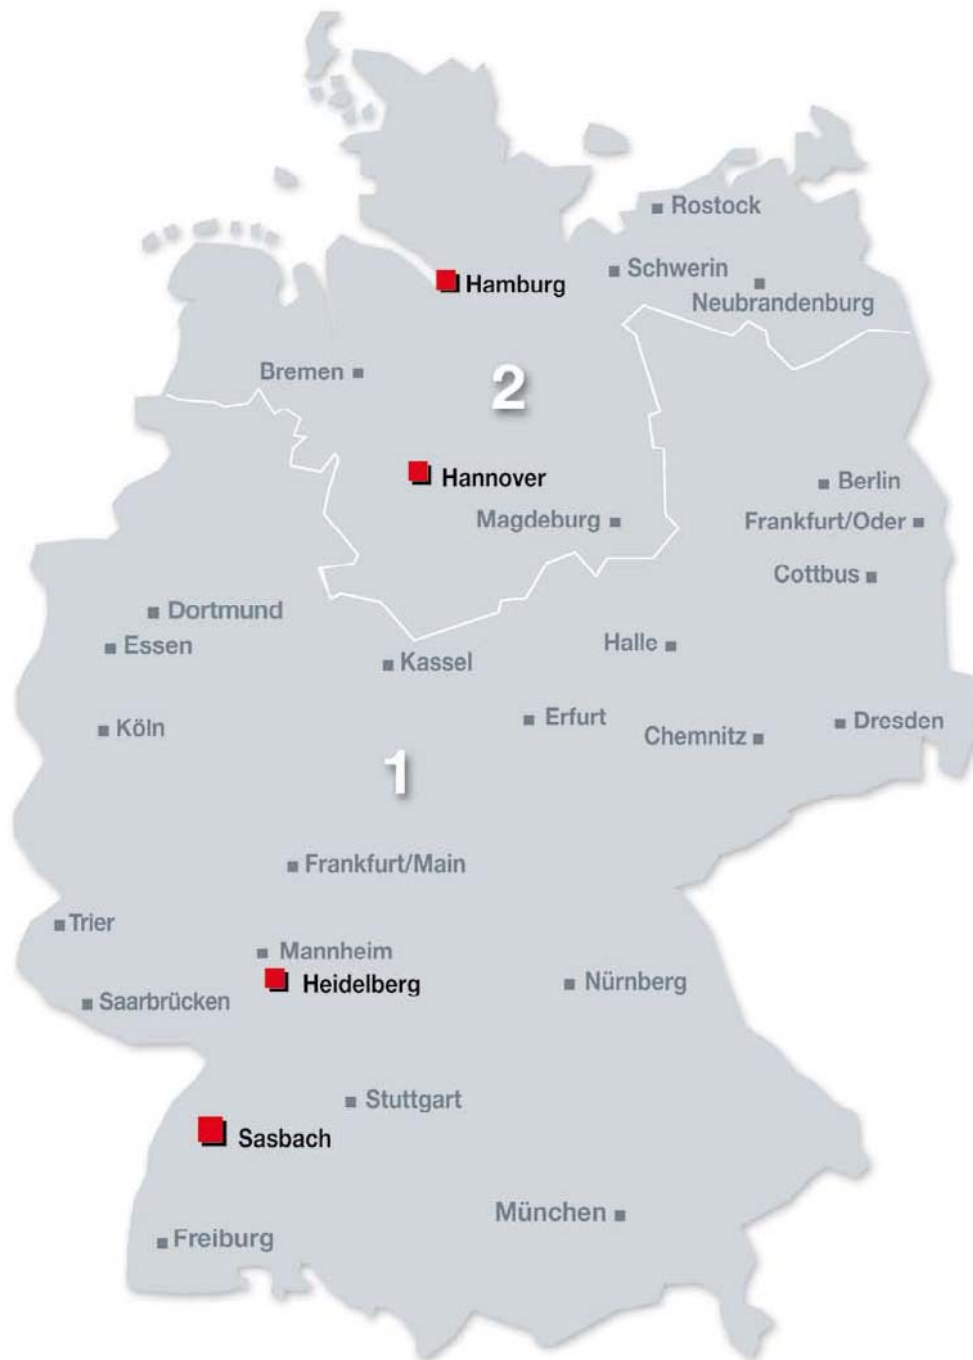 Rostock
Schwerin
Hamburg
Neubrandenburg
Bremen
2
Hannover
Berlin
Magdeburg
Frankfurt/Oder
Cottbus
Dortmund
Essen
Halle
Kassel
Erfurt
Dresden
Köln
Chemnitz
1
Frankfurt/Main
Trier
Mannheim
Heidelberg
Nürnberg
Saarbrücken
Stuttgart
Sasbach
München
Freiburg